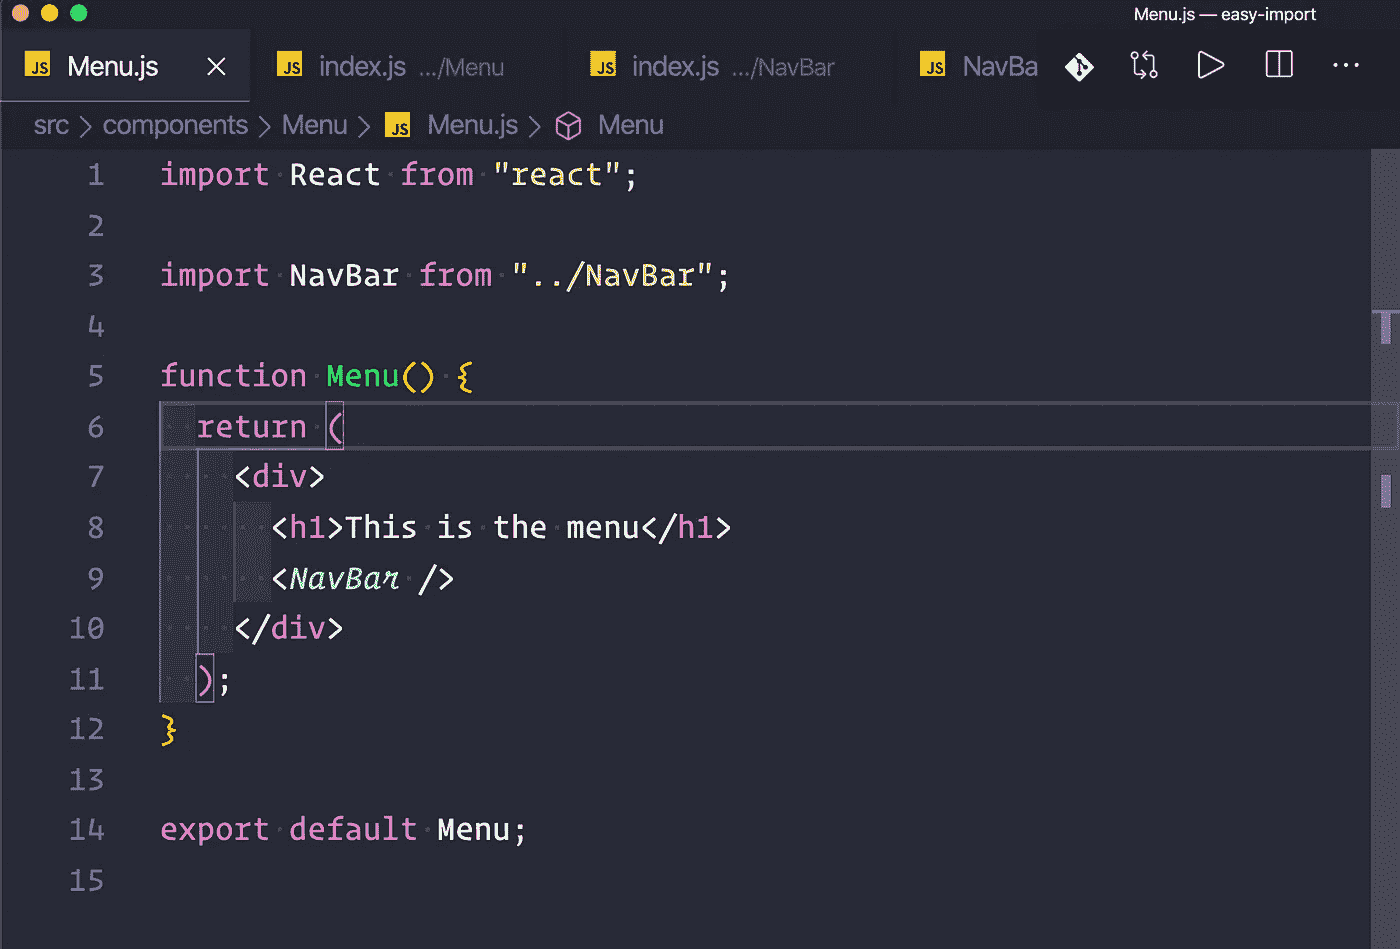 Menu.js — easy-import
JS Menu.js JS index.js .../Menu JS index.js .../NavBar JS NavBa
src > components > Menu > JS Menu.js > Menu
1 import React from "react";
2
3 import NavBar from "../NavBar";
4
5 function Menu() {
6 return (
7 <div>
8 <h1>This is the menu</h1>
9 <NavBar />
10 </div>
11 );
12 }
13
14 export default Menu;
15